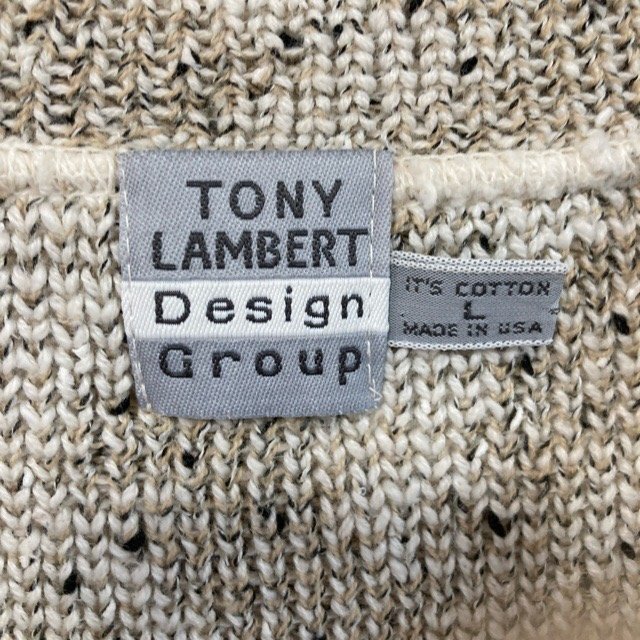 TONY
LAMBERT
Design
Group
IT'S COTTON
L
MADE IN USA